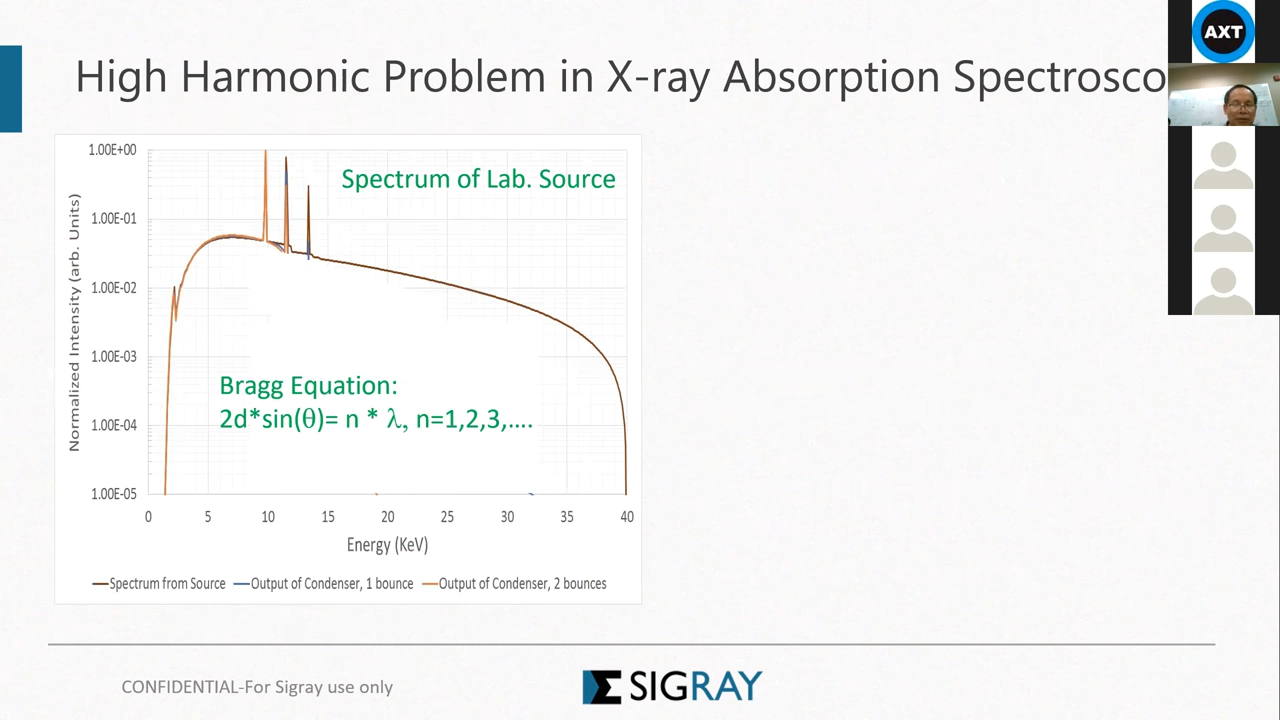 High Harmonic Problem in X-ray Absorption Spectrosco
AXT
Spectrum of Lab. Source
Normalized Intensity (arb. Units)
1.00E+00
1.00E-01
1.00E-02
1.00E-03
1.00E-04
1.00E-05
Bragg Equation:
2d*sin(θ)= n * λ, n=1,2,3,....
0 5 10 15 20 25 30 35 40
Energy (KeV)
Spectrum from Source Output of Condenser, 1 bounce Output of Condenser, 2 bounces
CONFIDENTIAL-For Sigray use only
SIGRAY